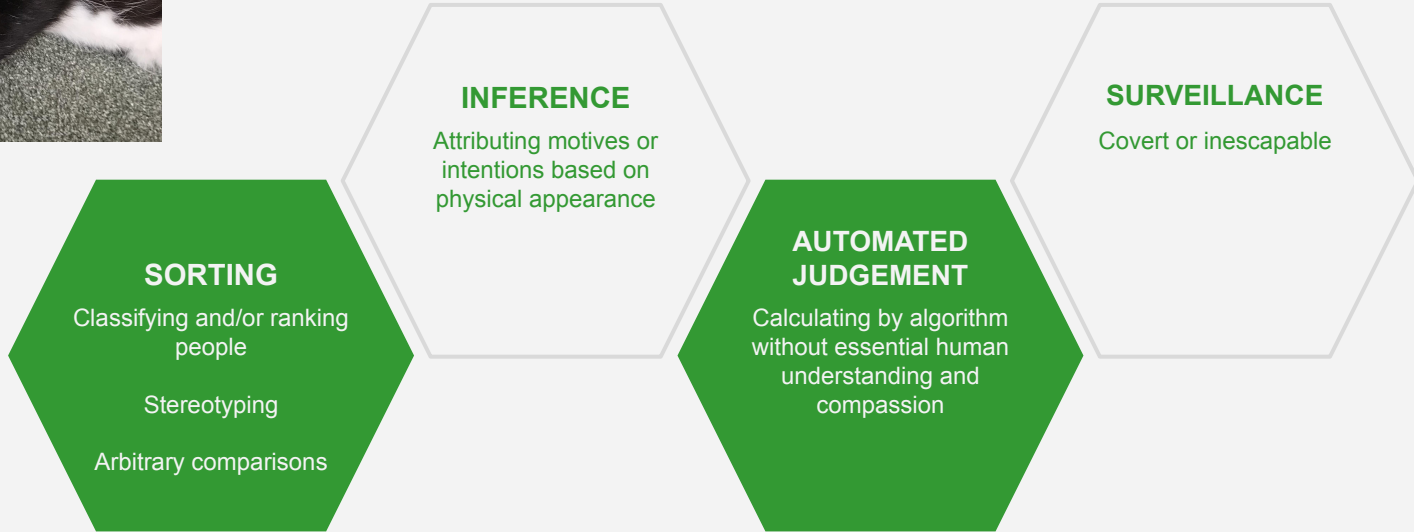 SORTING
Classifying and/or ranking
people
Stereotyping
Arbitrary comparisons
INFERENCE
Attributing motives or
intentions based on
physical appearance
AUTOMATED
JUDGEMENT
Calculating by algorithm
without essential human
understanding and
compassion
SURVEILLANCE
Covert or inescapable